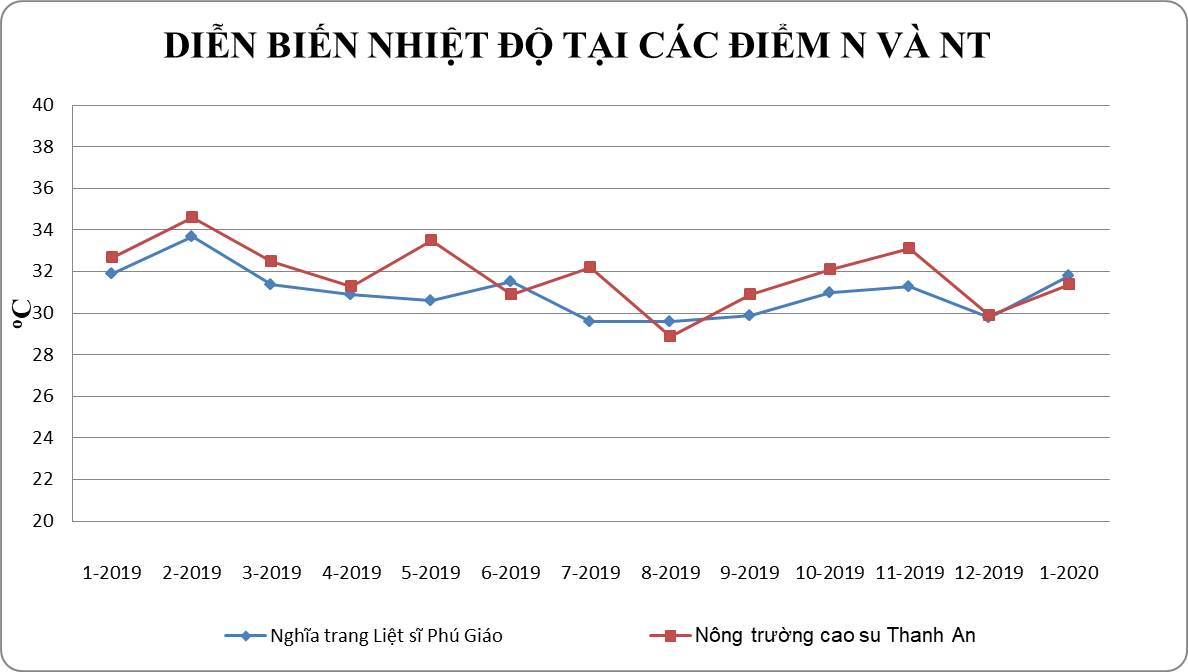 DIỄN BIẾN NHIỆT ĐỘ TẠI CÁC ĐIỂM N VÀ NT
40
38
36
34
32
30
28
26
24
22
20
ºC
1-2019 2-2019 3-2019 4-2019 5-2019 6-2019 7-2019 8-2019 9-2019 10-2019 11-2019 12-2019 1-2020
Nghĩa trang Liệt sĩ Phú Giáo Nông trường cao su Thanh An